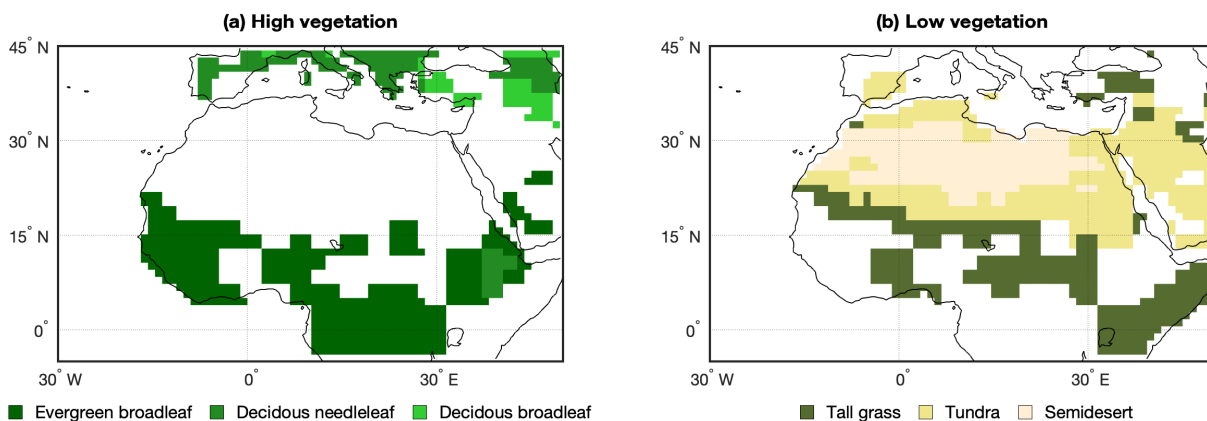 (a) High vegetation
(b) Low vegetation
45° N
30° N
15° N
0°
30° W
0°
30° E
45° N
30° N
15° N
0°
30° W
0°
30° E
Evergreen broadleaf
Decidous needleleaf
Decidous broadleaf
Tall grass
Tundra
Semidesert